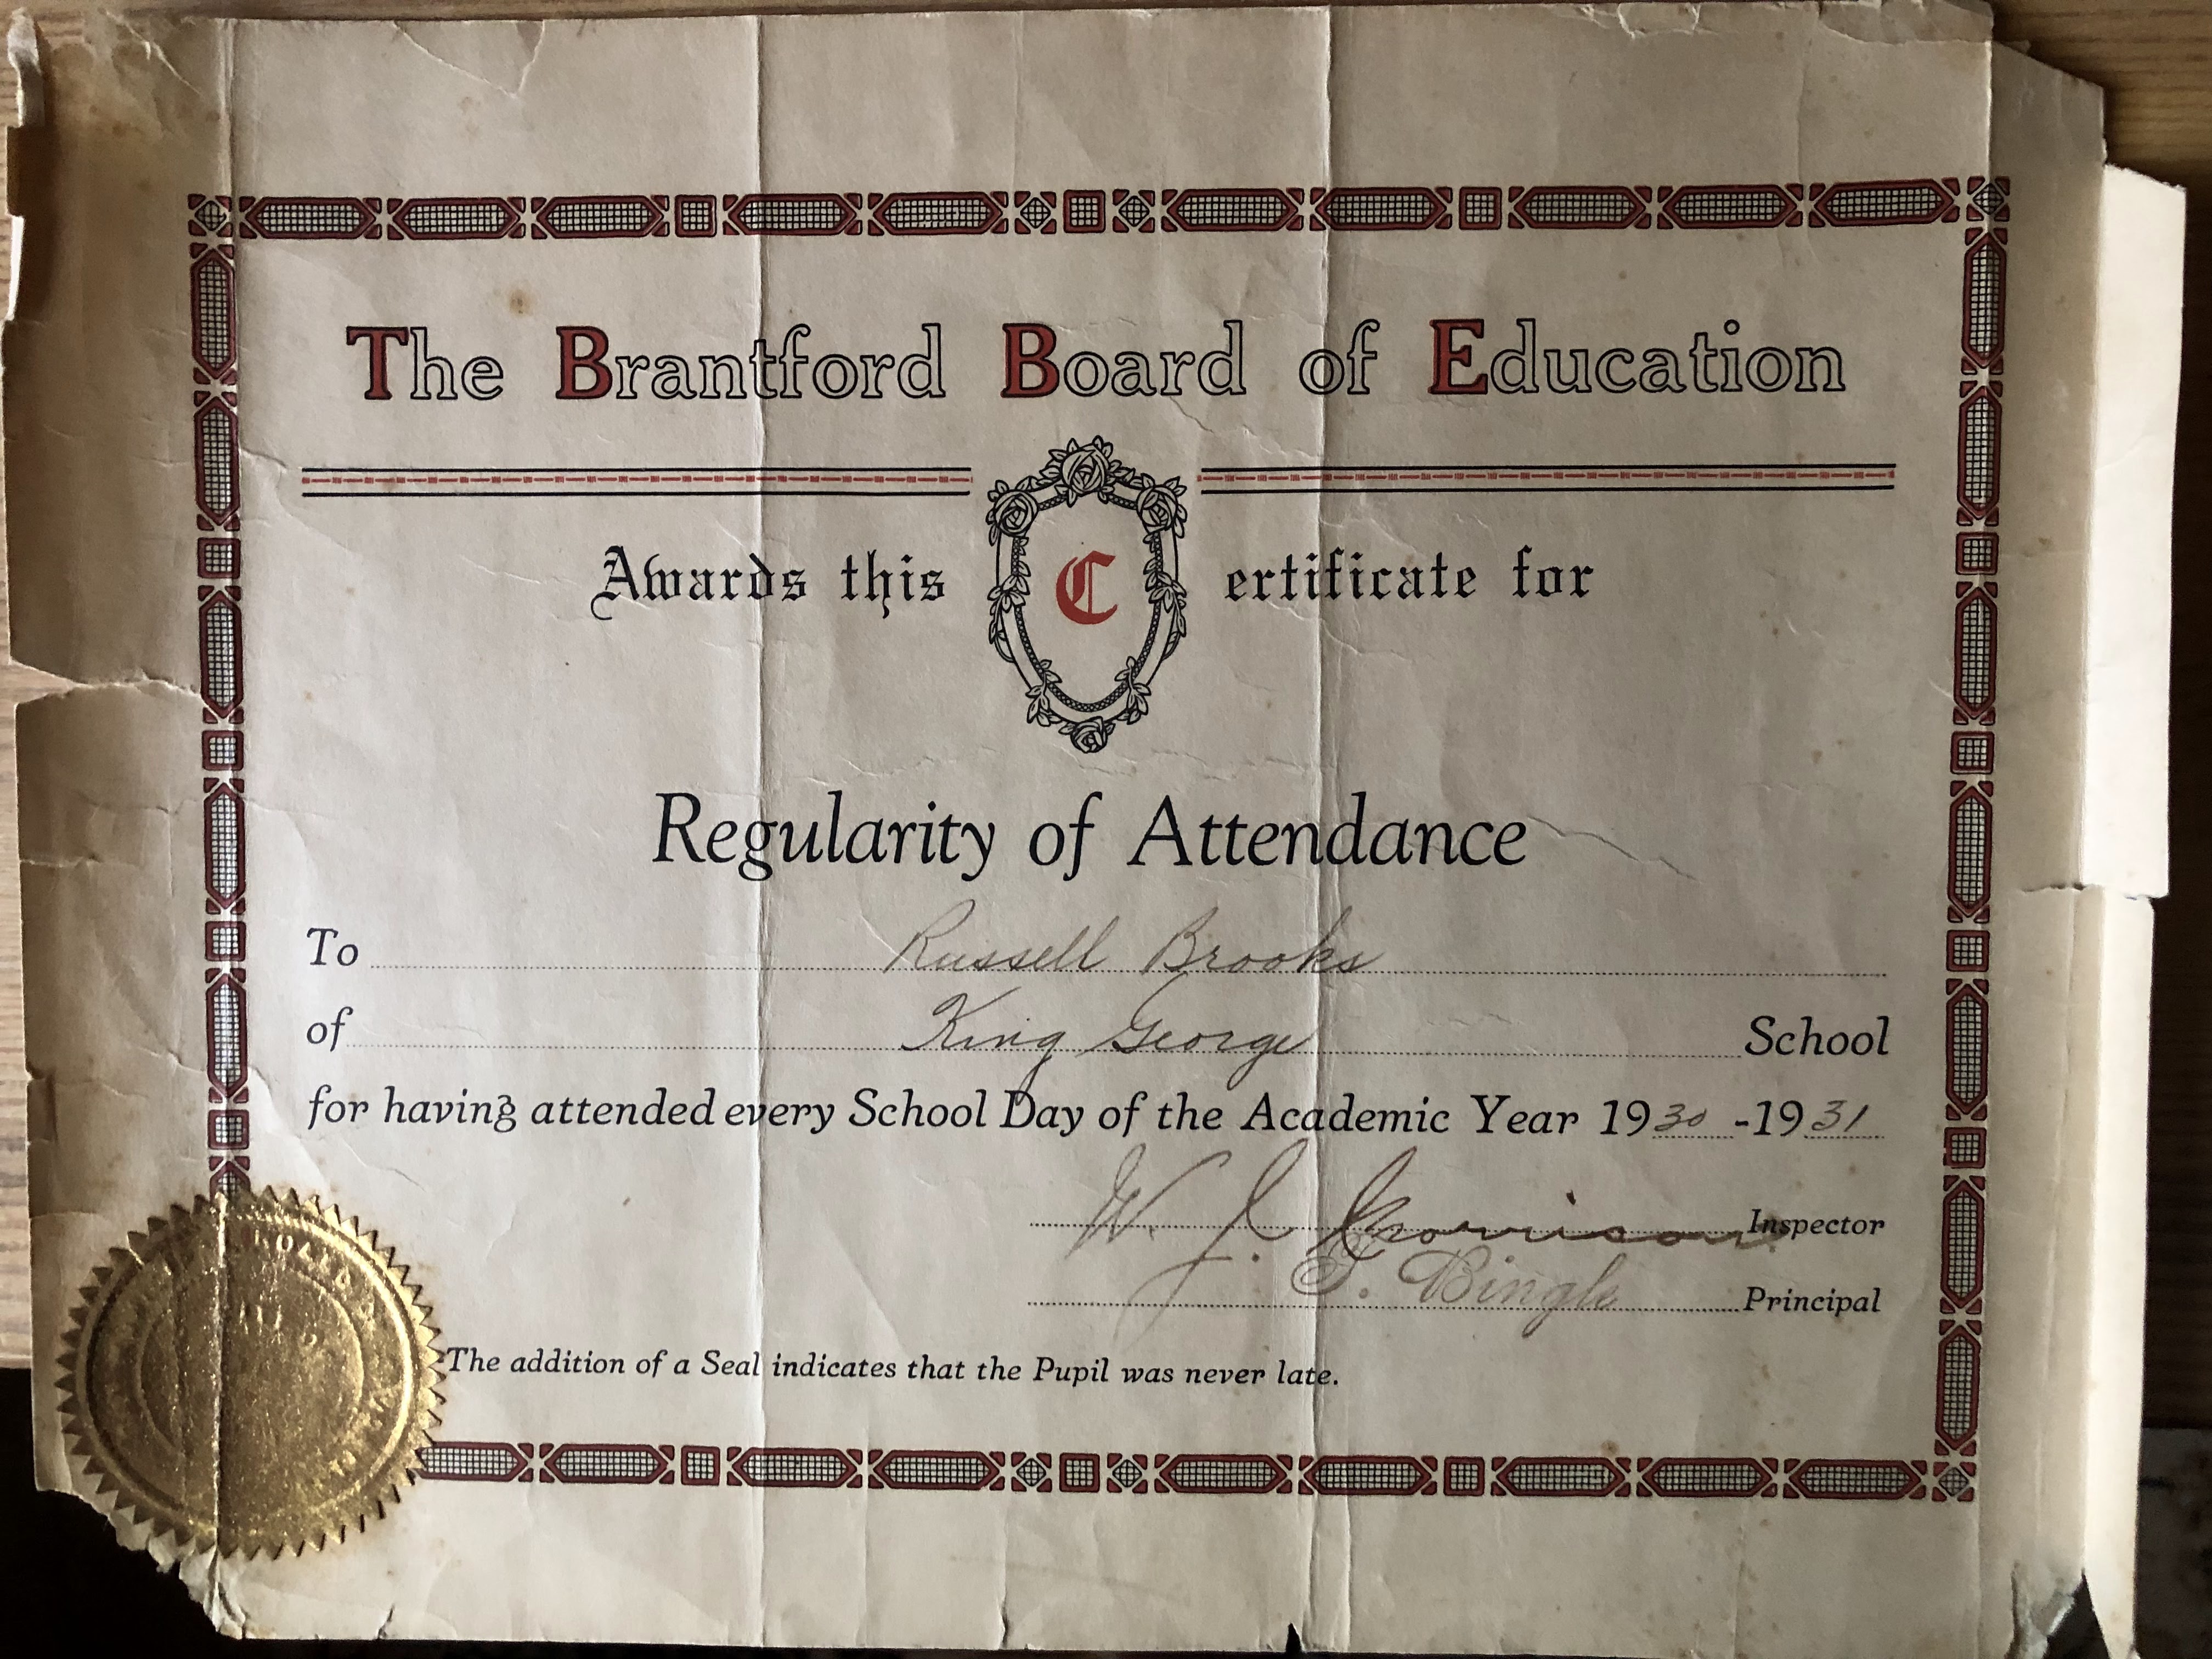 The Brantford Board of Education
Awards this Certificate for
Regularity of Attendance
To Russell Brooks
of King George School
for having attended every School Day of the Academic Year 1930-1931
W. J. Inspector
Bingle Principal
The addition of a Seal indicates that the Pupil was never late.